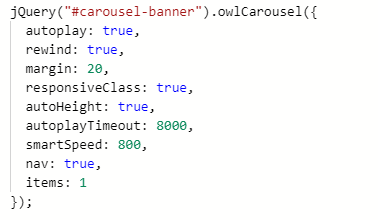 jQuery("#carousel-banner").owlCarousel({
  autoplay: true,
  rewind: true,
  margin: 20,
  responsiveClass: true,
  autoHeight: true,
  autoplayTimeout: 8000,
  smartSpeed: 800,
  nav: true,
  items: 1
});